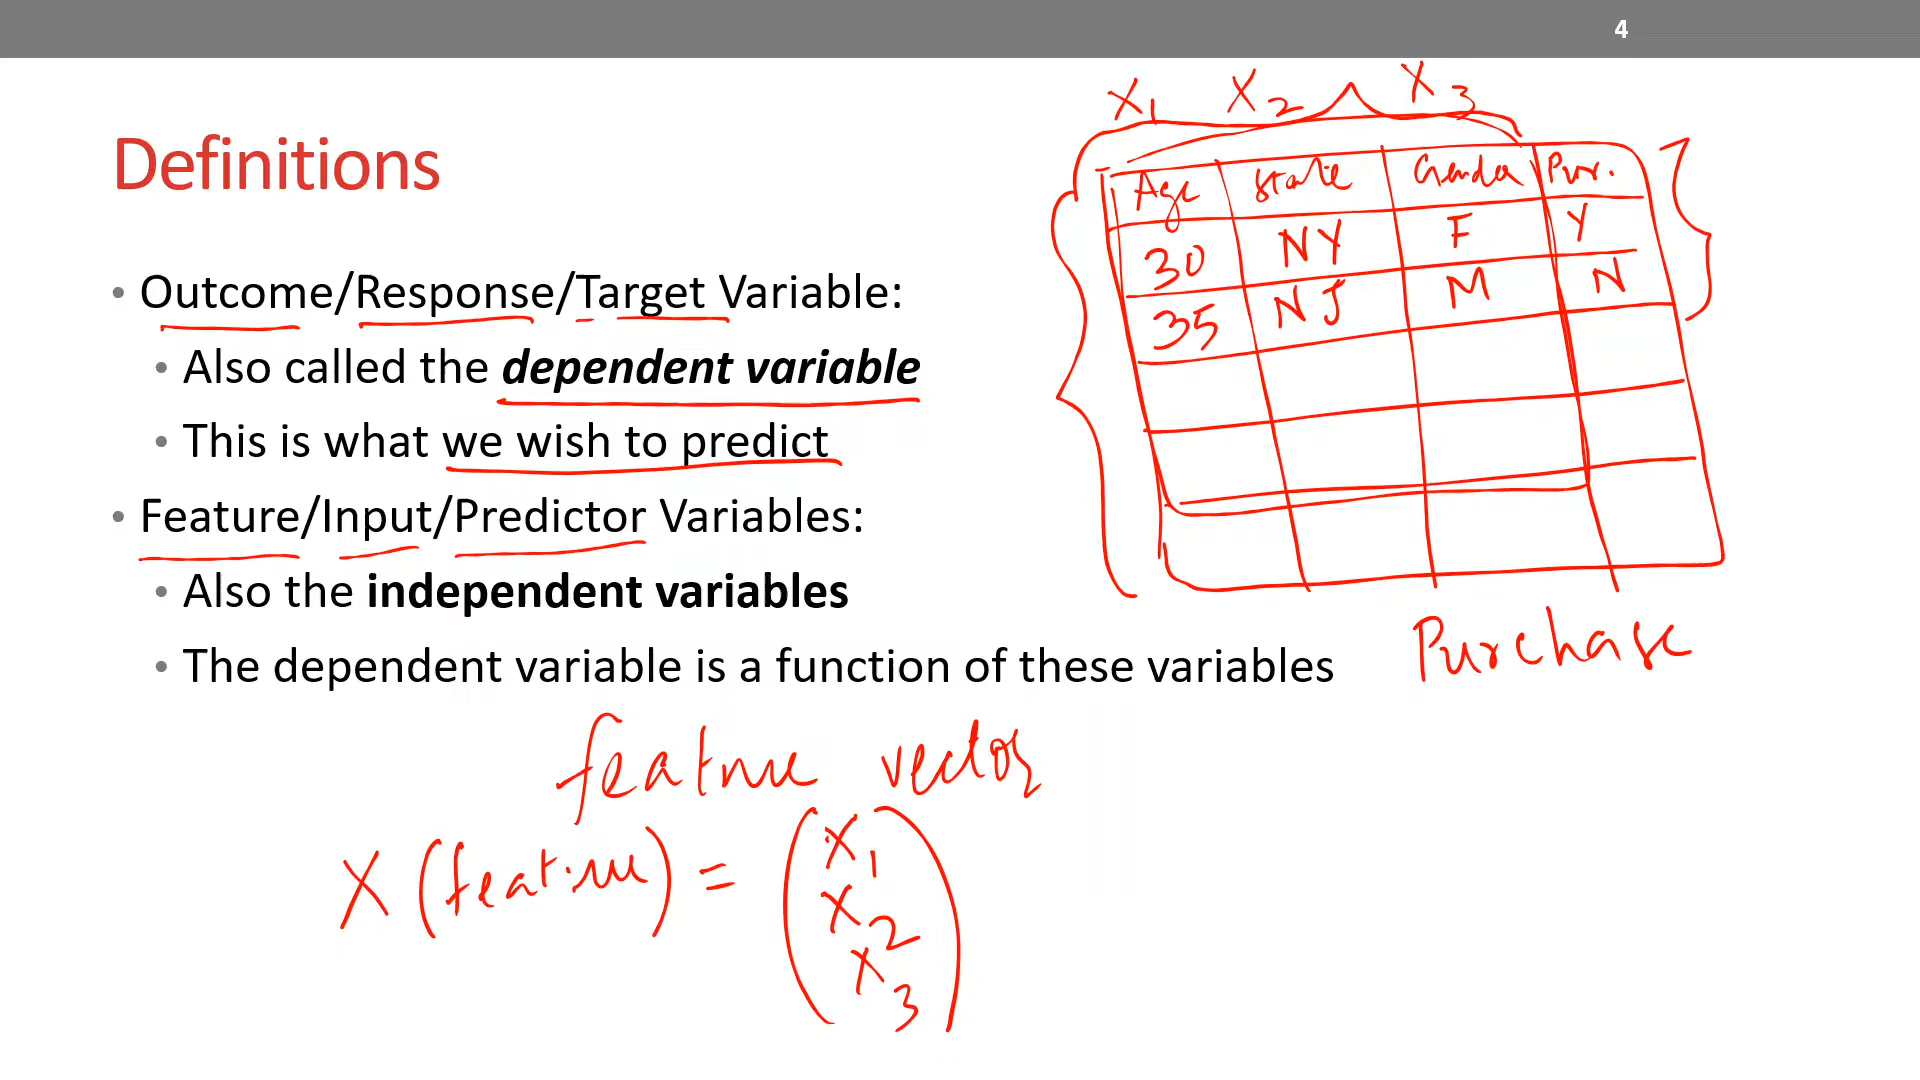 4
Definitions
• Outcome/Response/Target Variable:
• Also called the dependent variable
• This is what we wish to predict
• Feature/Input/Predictor Variables:
• Also the independent variables
• The dependent variable is a function of these variables
X1 X2 X3
Age State Gender Pur.
30 NY F Y
35 NJ M N
Purchase
feature vector
X (feature) = (X1
X2
X3)